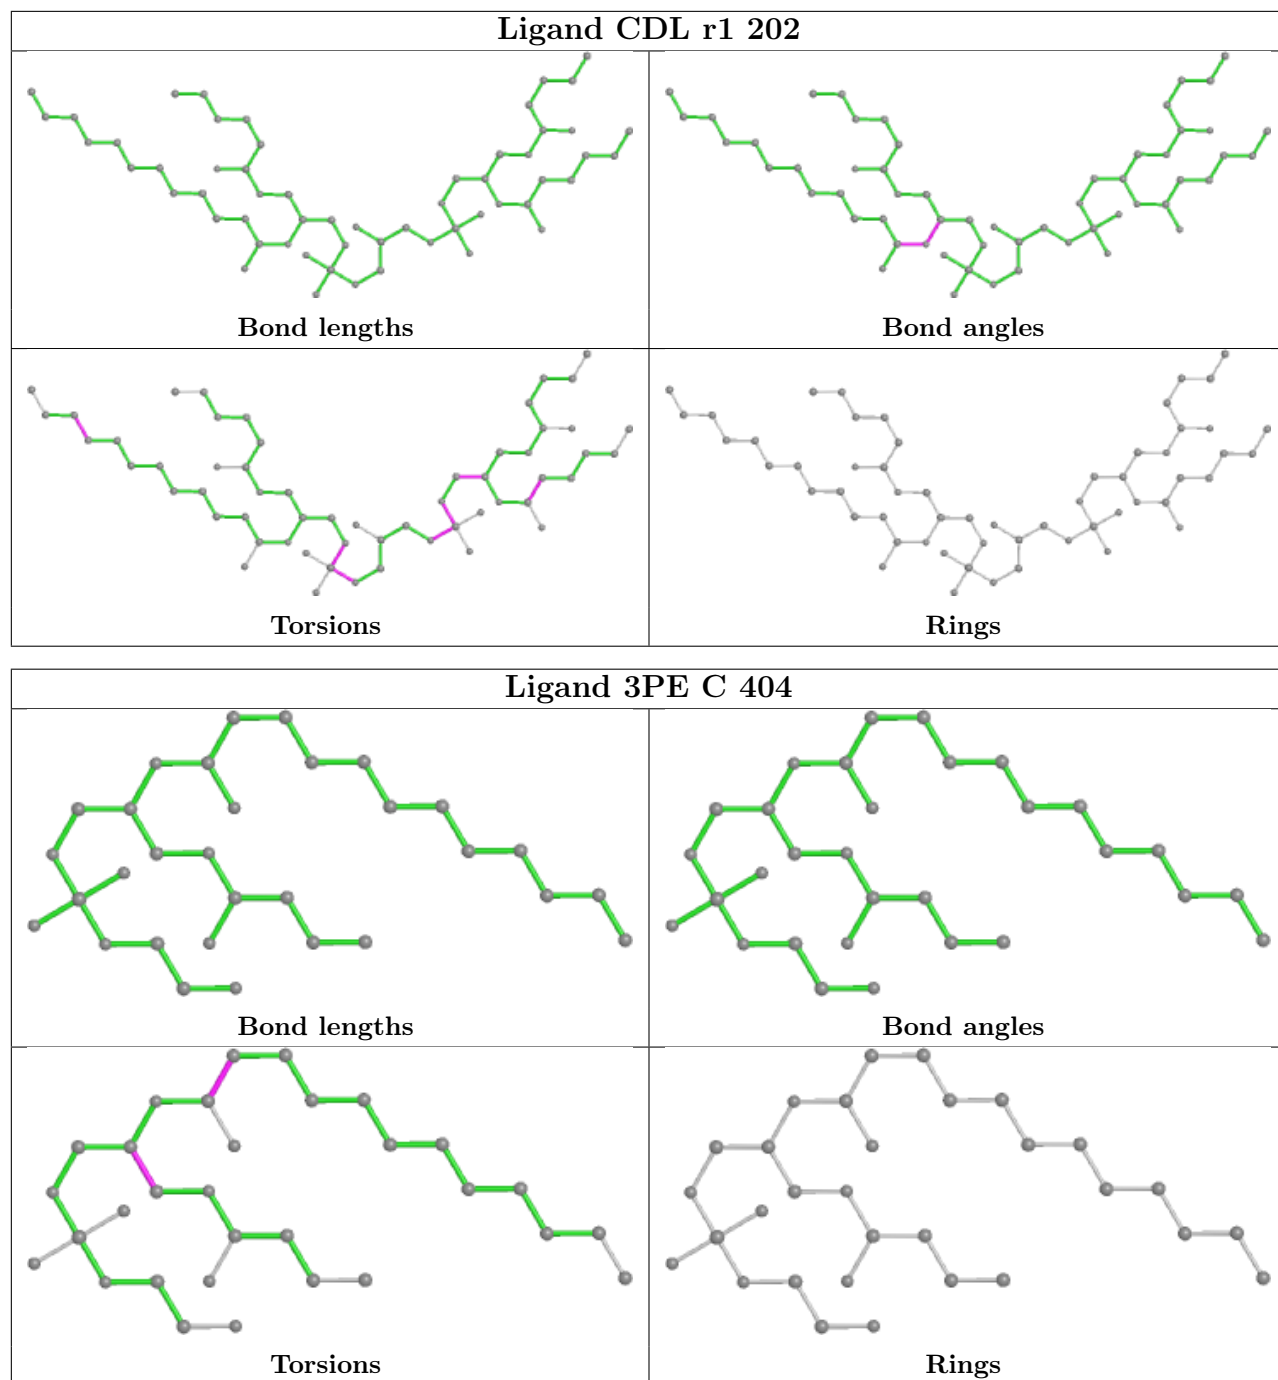 Ligand CDL r1 202
Bond lengths
Bond angles
Torsions
Rings
Ligand 3PE C 404
Bond lengths
Bond angles
Torsions
Rings